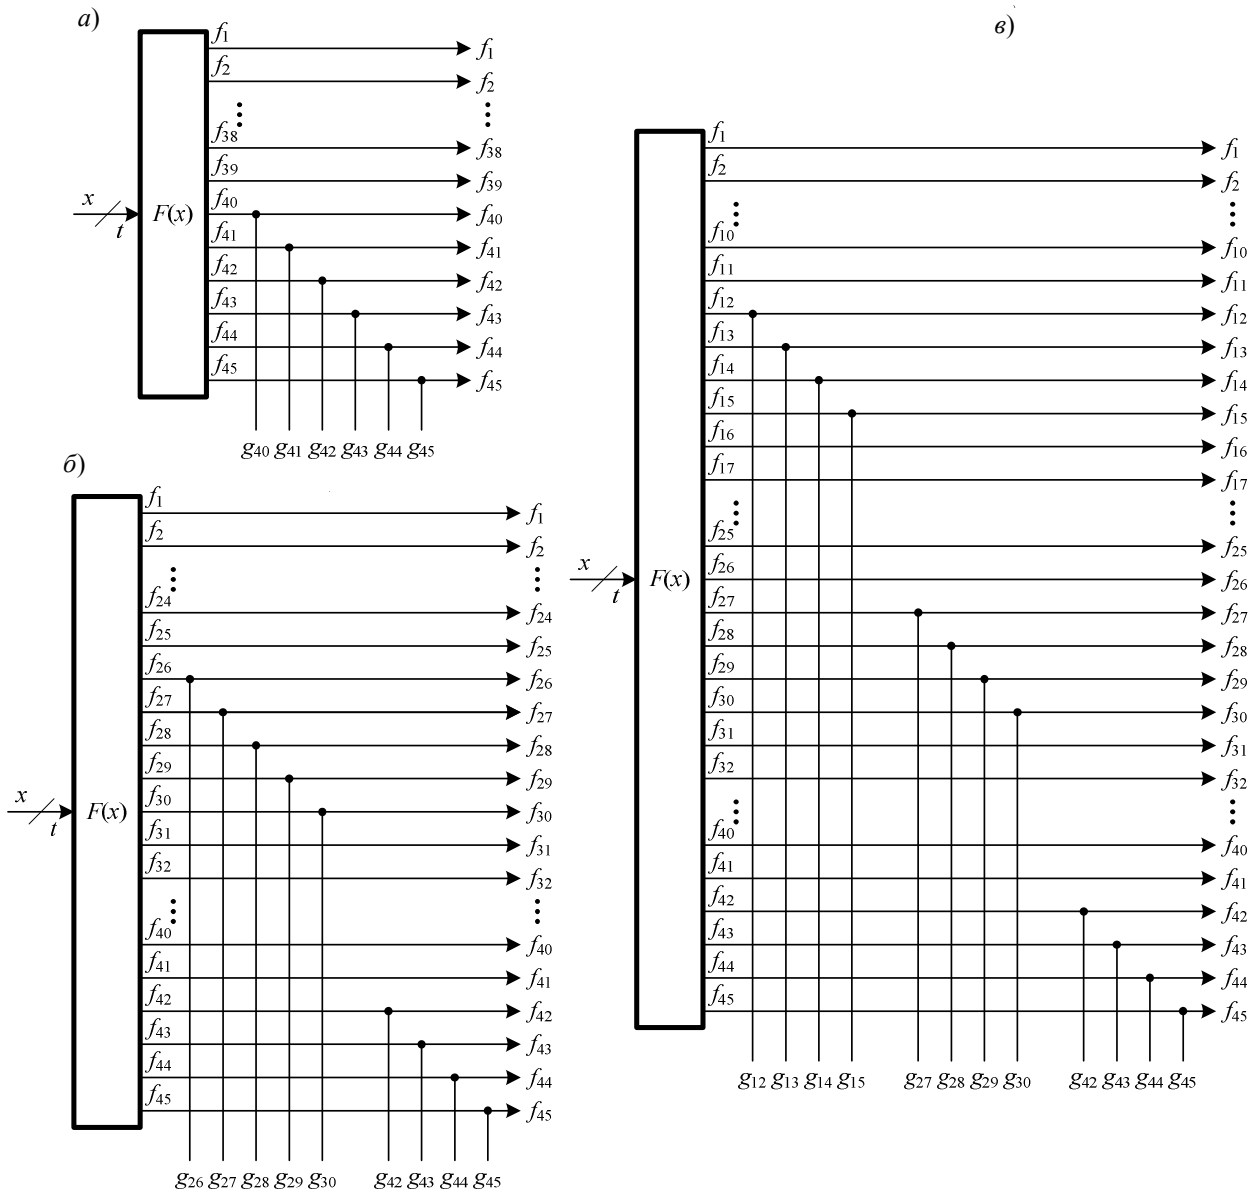 а)
f1 f1
f2 f2
f38 f38
f39 f39
x t F(x) f40 f40
f41 f41
f42 f42
f43 f43
f44 f44
f45 f45
g40 g41 g42 g43 g44 g45
б)
f1 f1
f2 f2
f24 f24
f25 f25
f26 f26
f27 f27
f28 f28
f29 f29
x t F(x) f30 f30
f31 f31
f32 f32
f40 f40
f41 f41
f42 f42
f43 f43
f44 f44
f45 f45
g26 g27 g28 g29 g30 g42 g43 g44 g45
в)
f1 f1
f2 f2
f10 f10
f11 f11
f12 f12
f13 f13
f14 f14
f15 f15
f16 f16
f17 f17
f25 f25
x t F(x) f26 f26
f27 f27
f28 f28
f29 f29
f30 f30
f31 f31
f32 f32
f40 f40
f41 f41
f42 f42
f43 f43
f44 f44
f45 f45
g12 g13 g14 g15 g27 g28 g29 g30 g42 g43 g44 g45